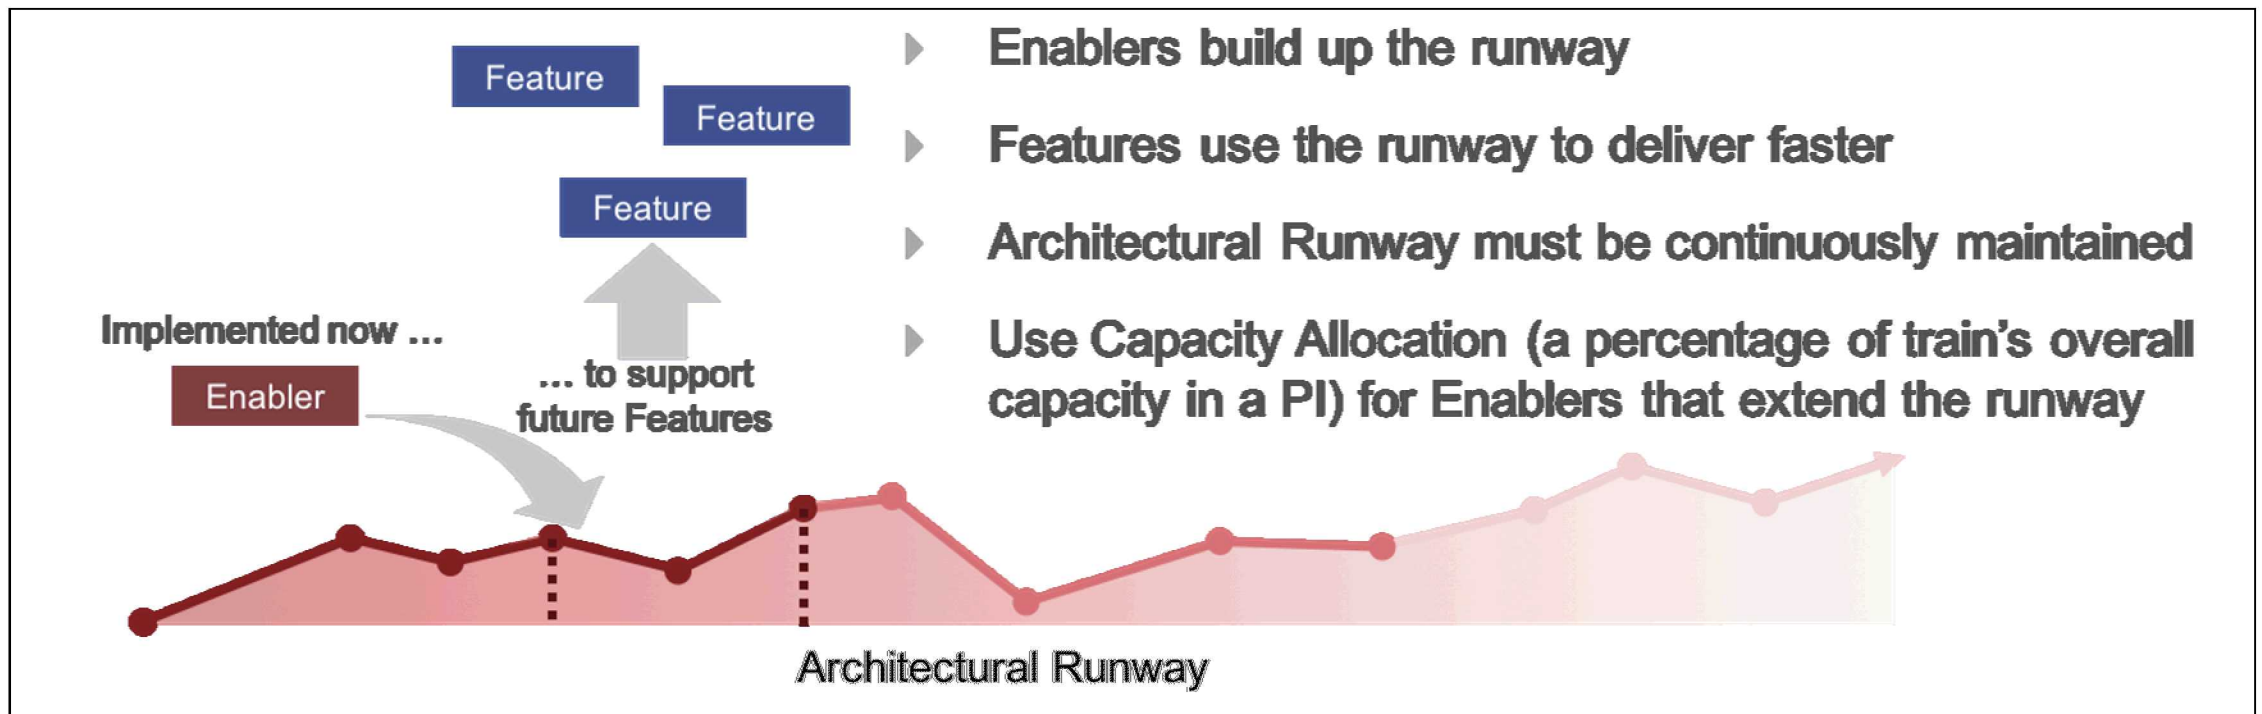 Feature
Feature
Feature
Implemented now ...
Enabler
... to support
future Features
Enablers build up the runway
Features use the runway to deliver faster
Architectural Runway must be continuously maintained
Use Capacity Allocation (a percentage of train’s overall
capacity in a PI) for Enablers that extend the runway
Architectural Runway